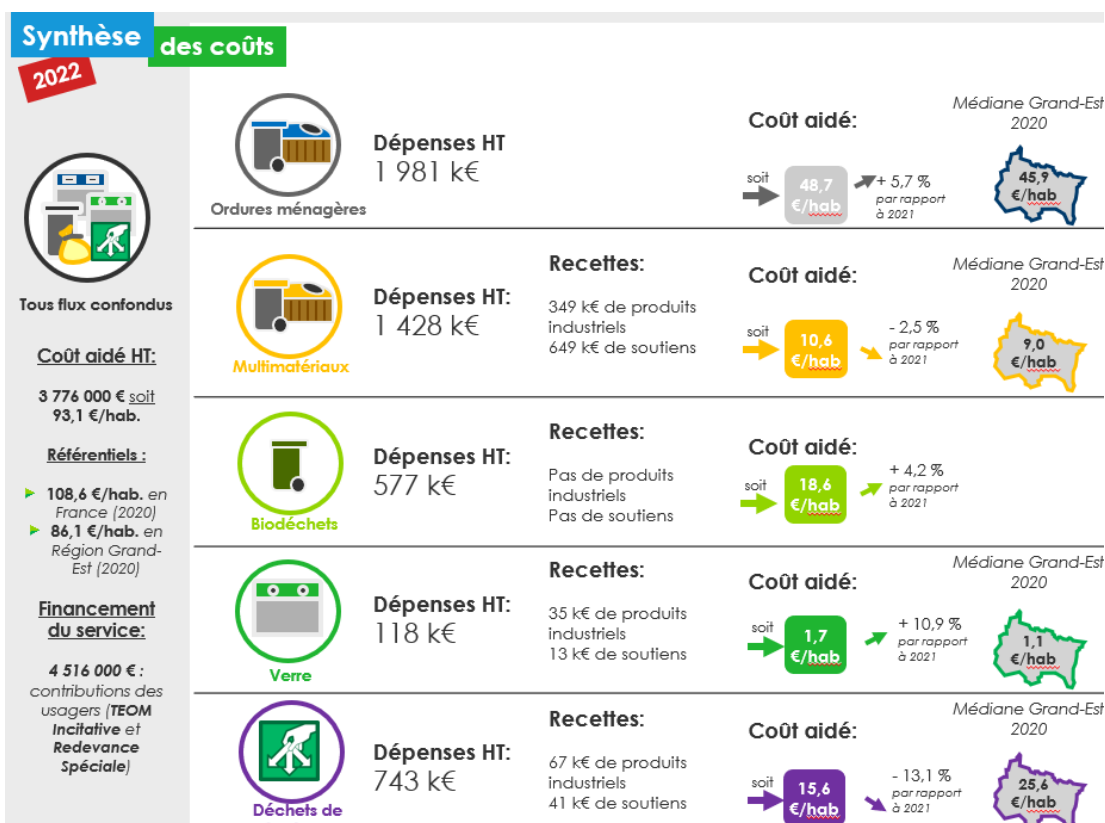 Synthèse
des coûts
2022
Tous flux confondus
Coût aidé HT:
3 776 000 € soit
93,1 €/hab.
Référentiels :
108,6 €/hab. en
France (2020)
86,1 €/hab. en
Région Grand-
Est (2020)
Financement
du service:
4 516 000 € :
contributions des
usagers (TEOM
Incitative et
Redevance
Spéciale)
Ordures ménagères
Dépenses HT
1 981 k€
Coût aidé:
soit
48,7
€/hab
+ 5,7 %
par rapport
à 2021
Médiane Grand-Est
2020
45,9
€/hab
Multimatériaux
Dépenses HT:
1 428 k€
Recettes:
349 k€ de produits
industriels
649 k€ de soutiens
Coût aidé:
soit
10,6
€/hab
- 2,5 %
par rapport
à 2021
Médiane Grand-Est
2020
9,0
€/hab
Biodéchets
Dépenses HT:
577 k€
Recettes:
Pas de produits
industriels
Pas de soutiens
Coût aidé:
soit
18,6
€/hab
+ 4,2 %
par rapport
à 2021
Verre
Dépenses HT:
118 k€
Recettes:
35 k€ de produits
industriels
13 k€ de soutiens
Coût aidé:
soit
1,7
€/hab
+ 10,9 %
par rapport
à 2021
Médiane Grand-Est
2020
1,1
€/hab
Déchets de
Dépenses HT:
743 k€
Recettes:
67 k€ de produits
industriels
41 k€ de soutiens
Coût aidé:
soit
15,6
€/hab
- 13,1 %
par rapport
à 2021
Médiane Grand-Est
2020
25,6
€/hab